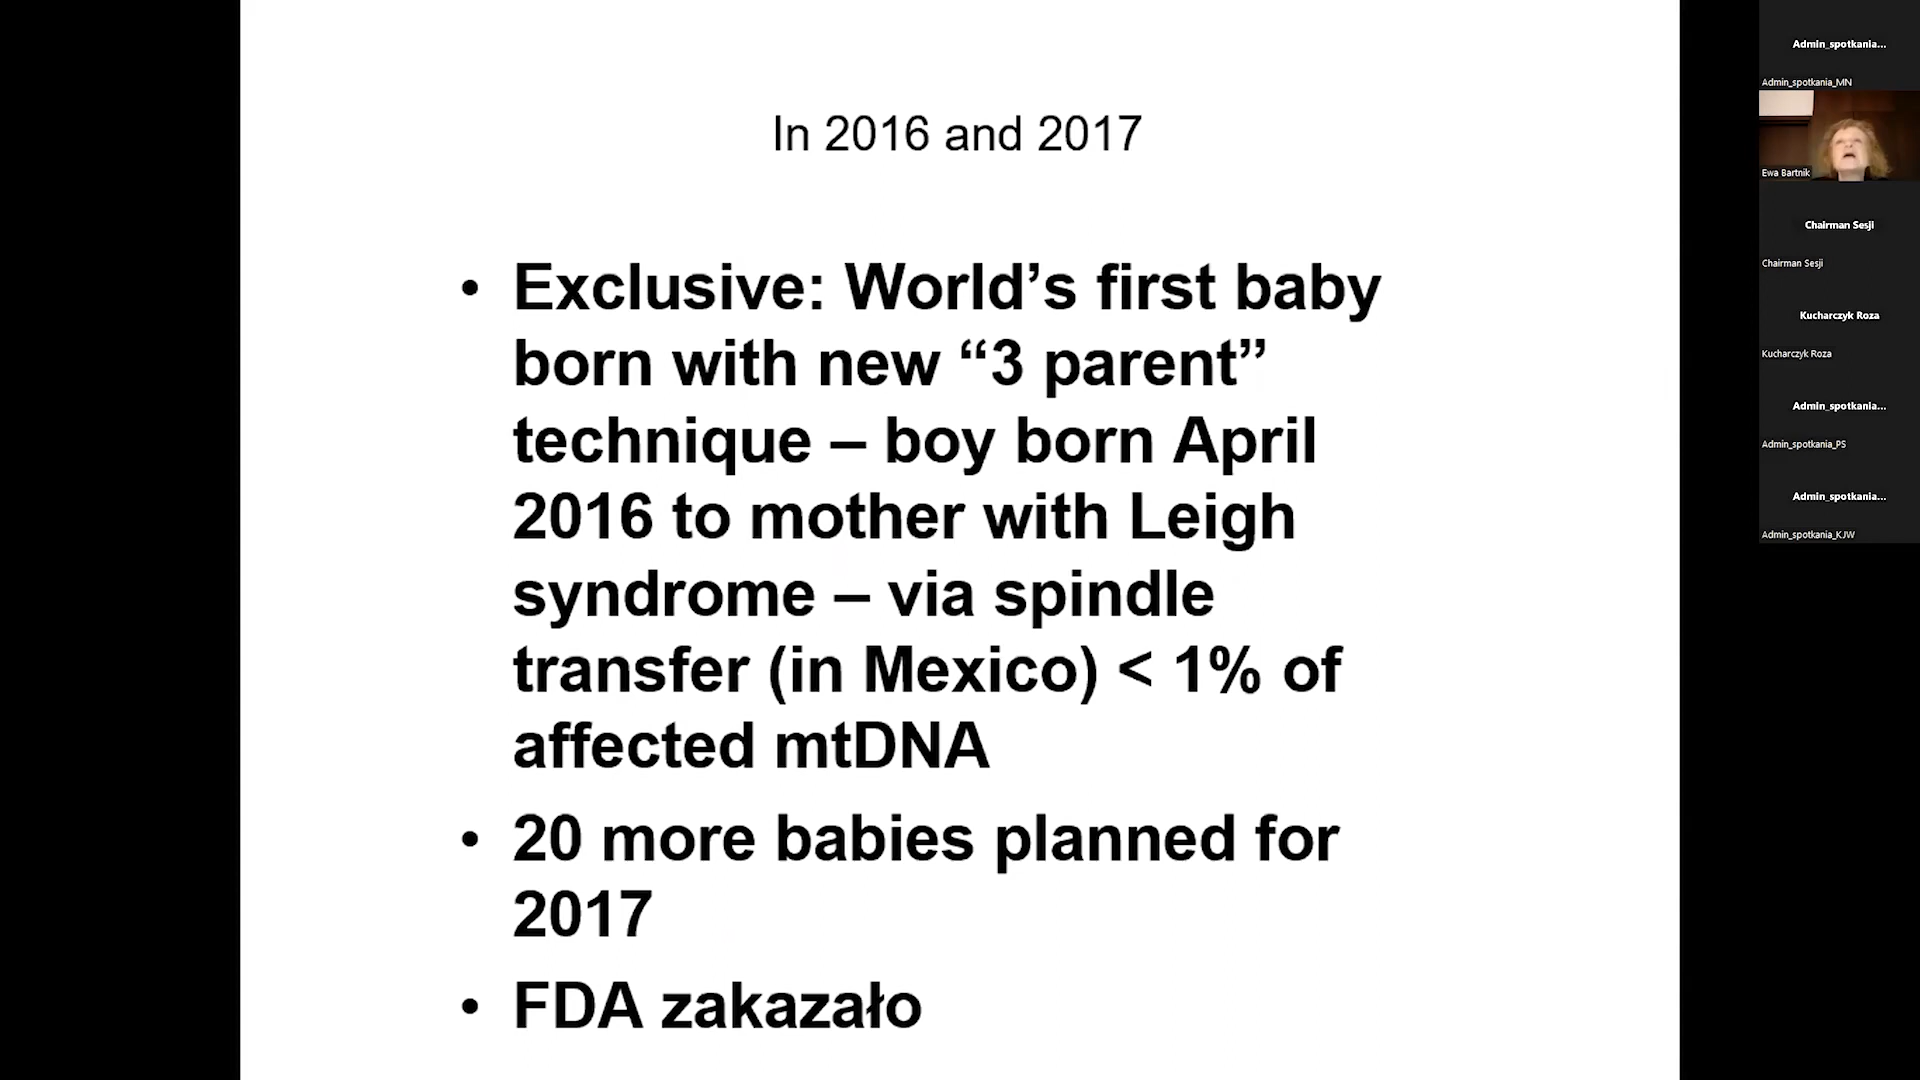 In 2016 and 2017
• Exclusive: World’s first baby
born with new “3 parent”
technique – boy born April
2016 to mother with Leigh
syndrome – via spindle
transfer (in Mexico) < 1% of
affected mtDNA
• 20 more babies planned for
2017
• FDA zakazało
Admin_spotkania...
Admin_spotkania_MN
Ewa Bartnik
Chairman Sesji
Chairman Sesji
Kucharczyk Roza
Kucharczyk Roza
Admin_spotkania...
Admin_spotkania_PS
Admin_spotkania...
Admin_spotkania_KJW